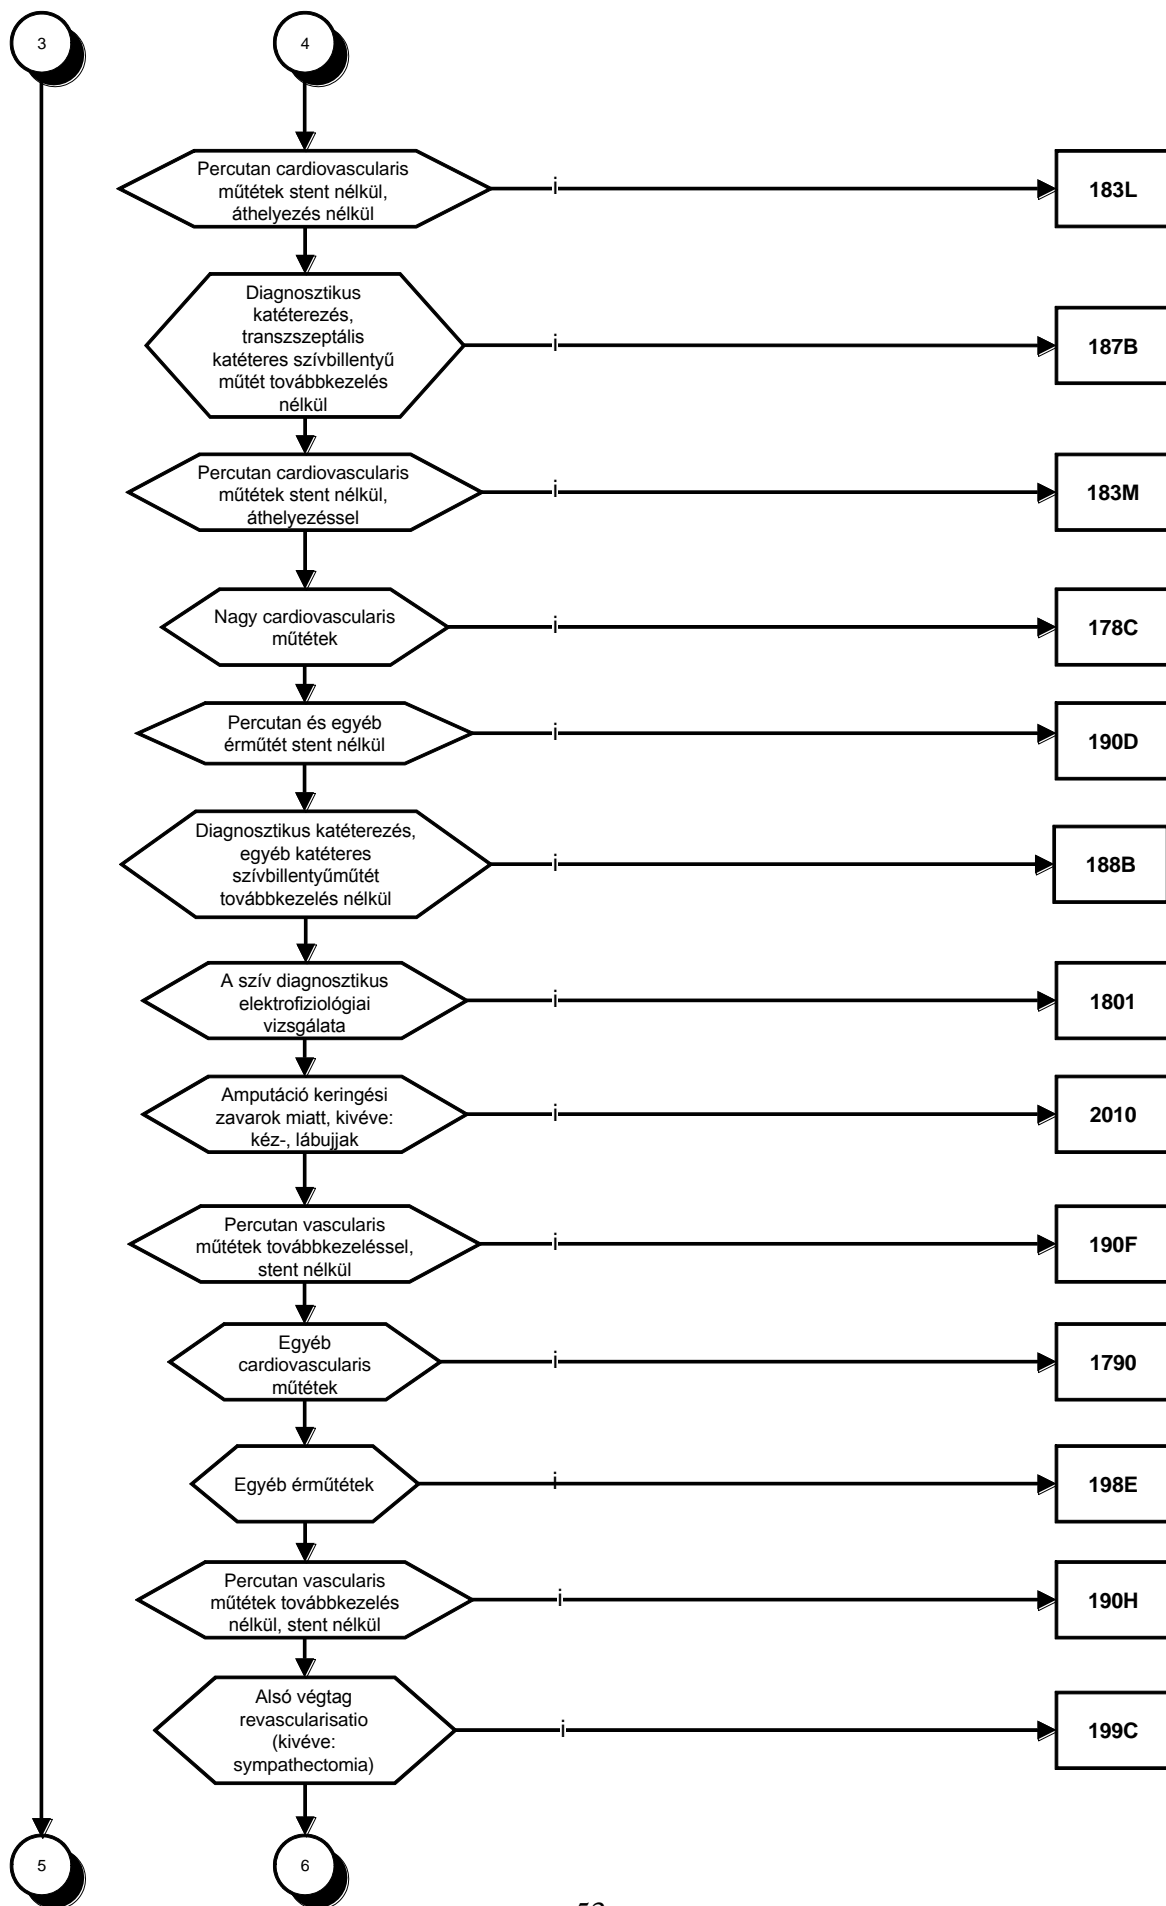 3
4
Percutan cardiovascularis
műtétek stent nélkül,
áthelyezés nélkül
i
183L
Diagnosztikus
katéterezés,
transzszeptális
katéteres szívbillentyű
műtét továbbkezelés
nélkül
i
187B
Percutan cardiovascularis
műtétek stent nélkül,
áthelyezéssel
i
183M
Nagy cardiovascularis
műtétek
i
178C
Percutan és egyéb
érműtét stent nélkül
i
190D
Diagnosztikus katéterezés,
egyéb katéteres
szívbillentyűműtét
továbbkezelés nélkül
i
188B
A szív diagnosztikus
elektrofiziológiai
vizsgálata
i
1801
Amputáció keringési
zavarok miatt, kivéve:
kéz-, lábujjak
i
2010
Percutan vascularis
műtétek továbbkezeléssel,
stent nélkül
i
190F
Egyéb
cardiovascularis
műtétek
i
1790
Egyéb érműtétek
i
198E
Percutan vascularis
műtétek továbbkezelés
nélkül, stent nélkül
i
190H
Alsó végtag
revascularisatio
(kivéve:
sympathectomia)
i
199C
5
6